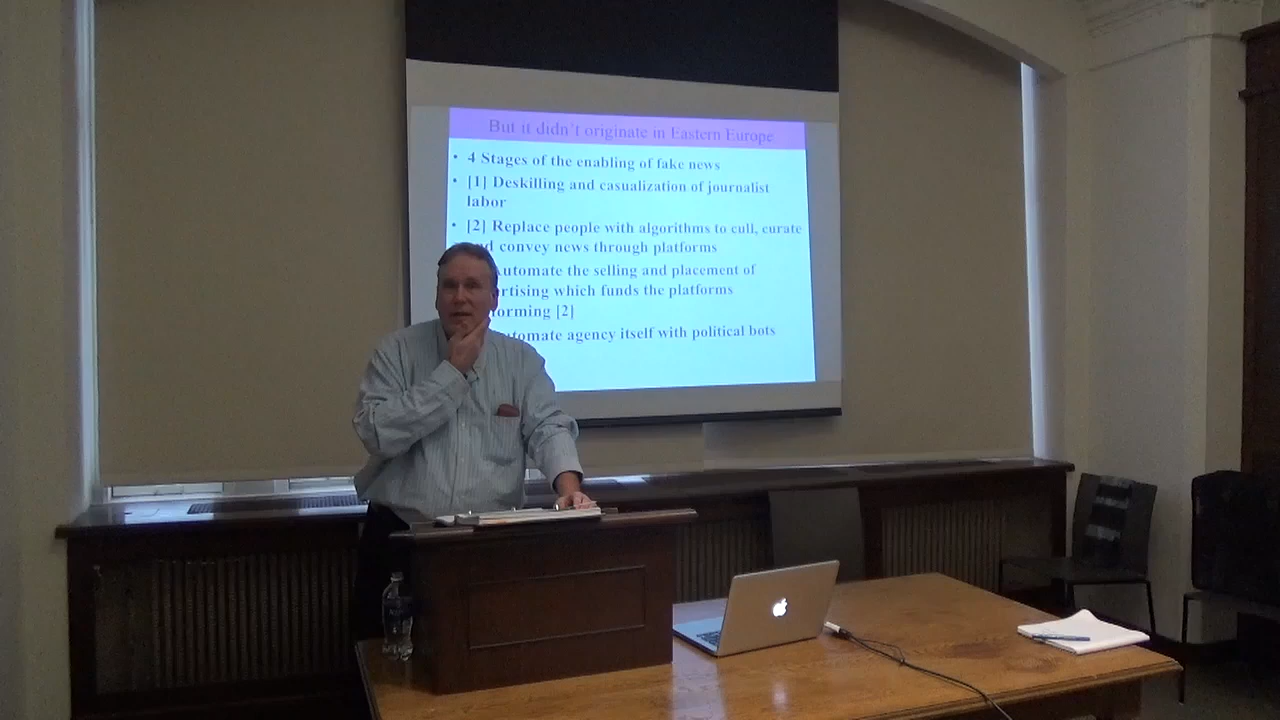 But it didn't originate in Eastern Europe
• 4 Stages of the enabling of fake news
• [1] Deskilling and casualization of journalist
labor
• [2] Replace people with algorithms to cull, curate
nd convey news through platforms
utomate the selling and placement of
rtising which funds the platforms
orming [2]
utomate agency itself with political bots